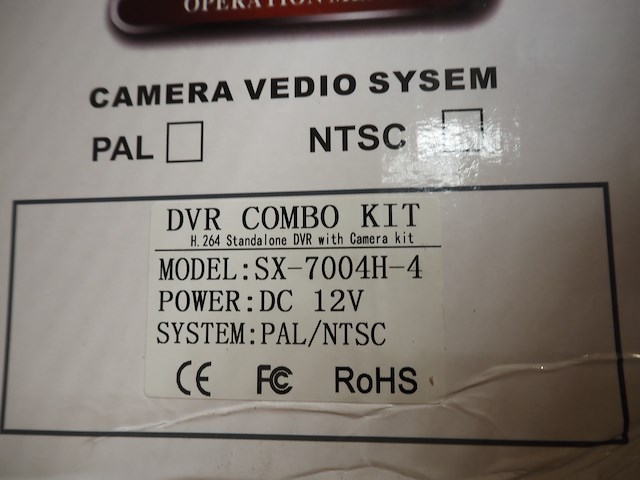 OPERATION
CAMERA VEDIO SYSEM
PAL NTSC
DVR COMBO KIT
H.264 Standalone DVR with Camera kit
MODEL:SX-7004H-4
POWER:DC 12V
SYSTEM:PAL/NTSC
CE FC RoHS